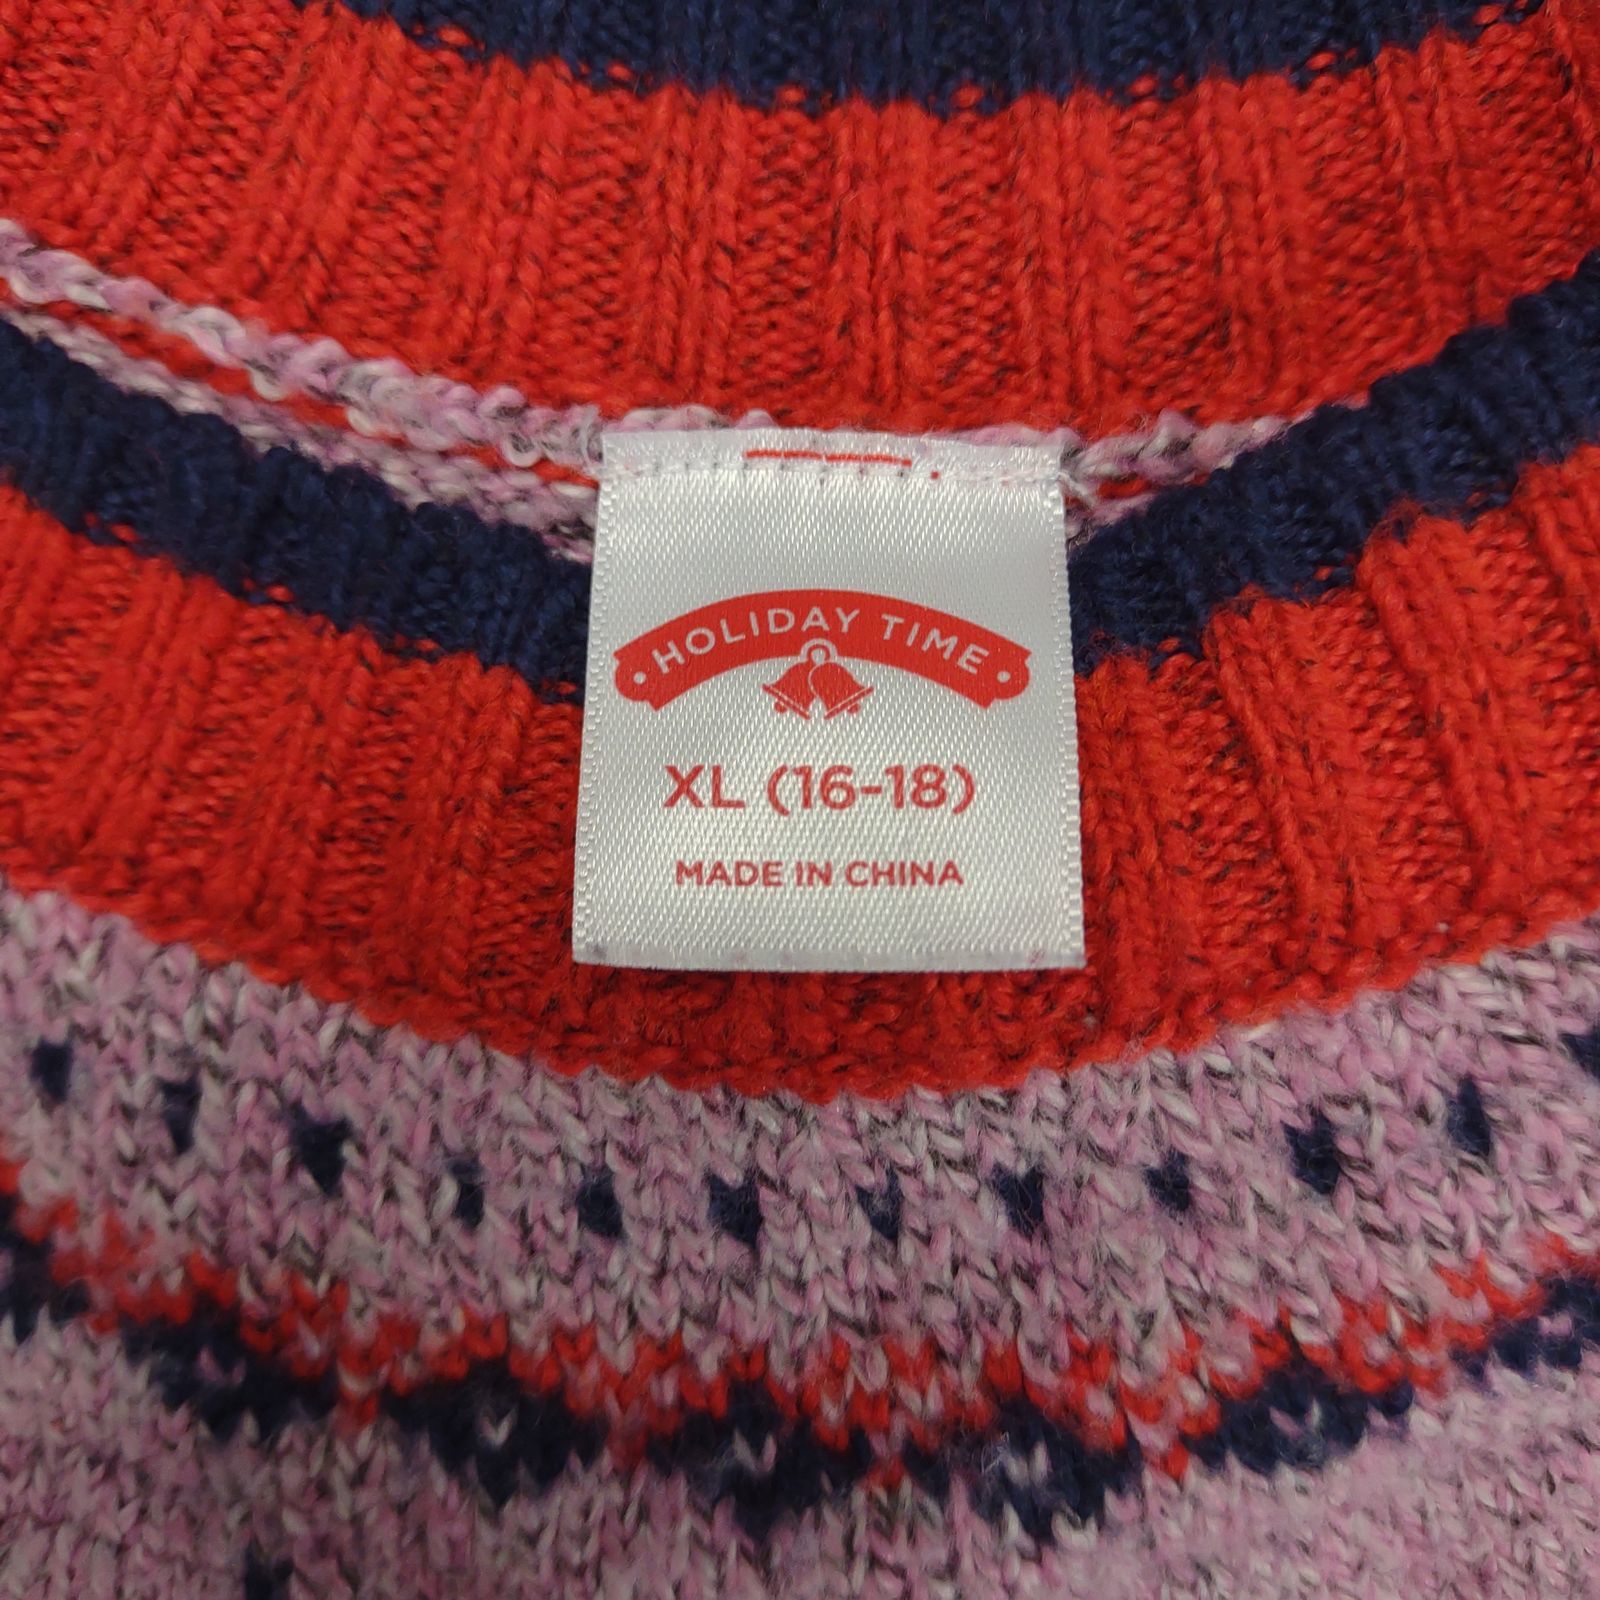 HOLIDAY TIME
XL (16-18)
MADE IN CHINA